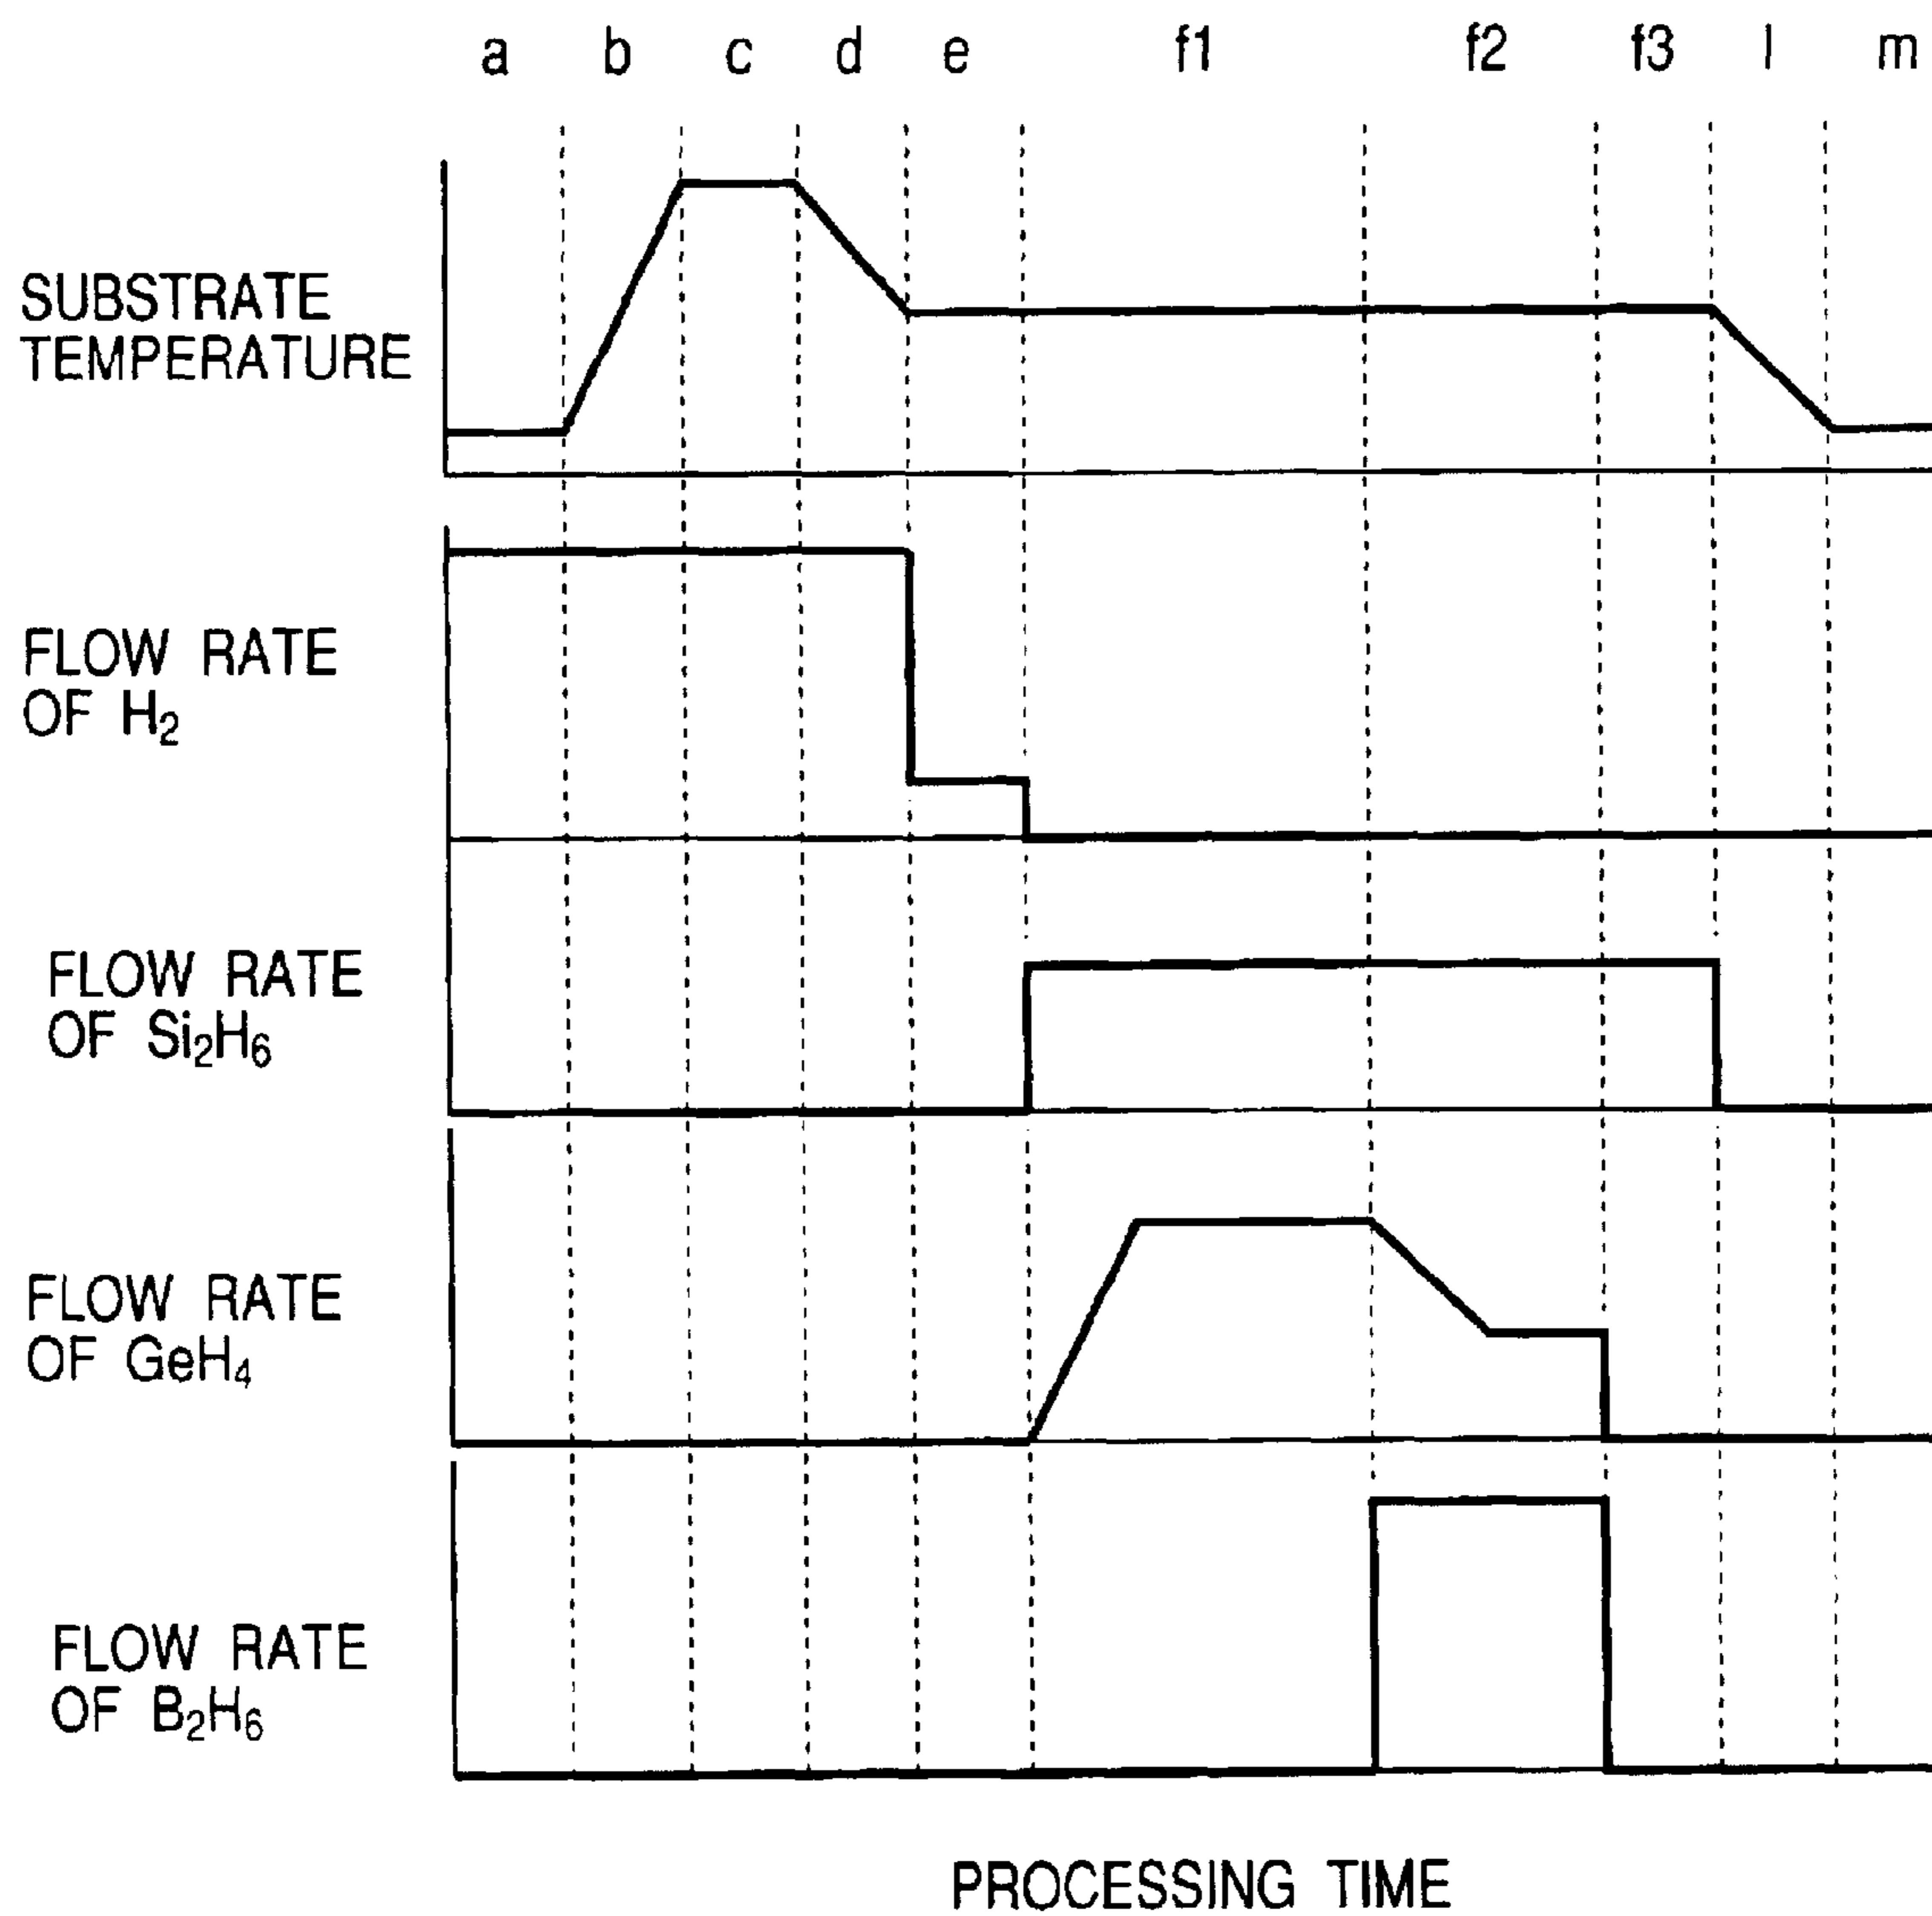 a b c d e f1 f2 f3 l m
SUBSTRATE
TEMPERATURE
FLOW RATE
OF H₂
FLOW RATE
OF Si₂H₆
FLOW RATE
OF GeH₄
FLOW RATE
OF B₂H₆
PROCESSING TIME